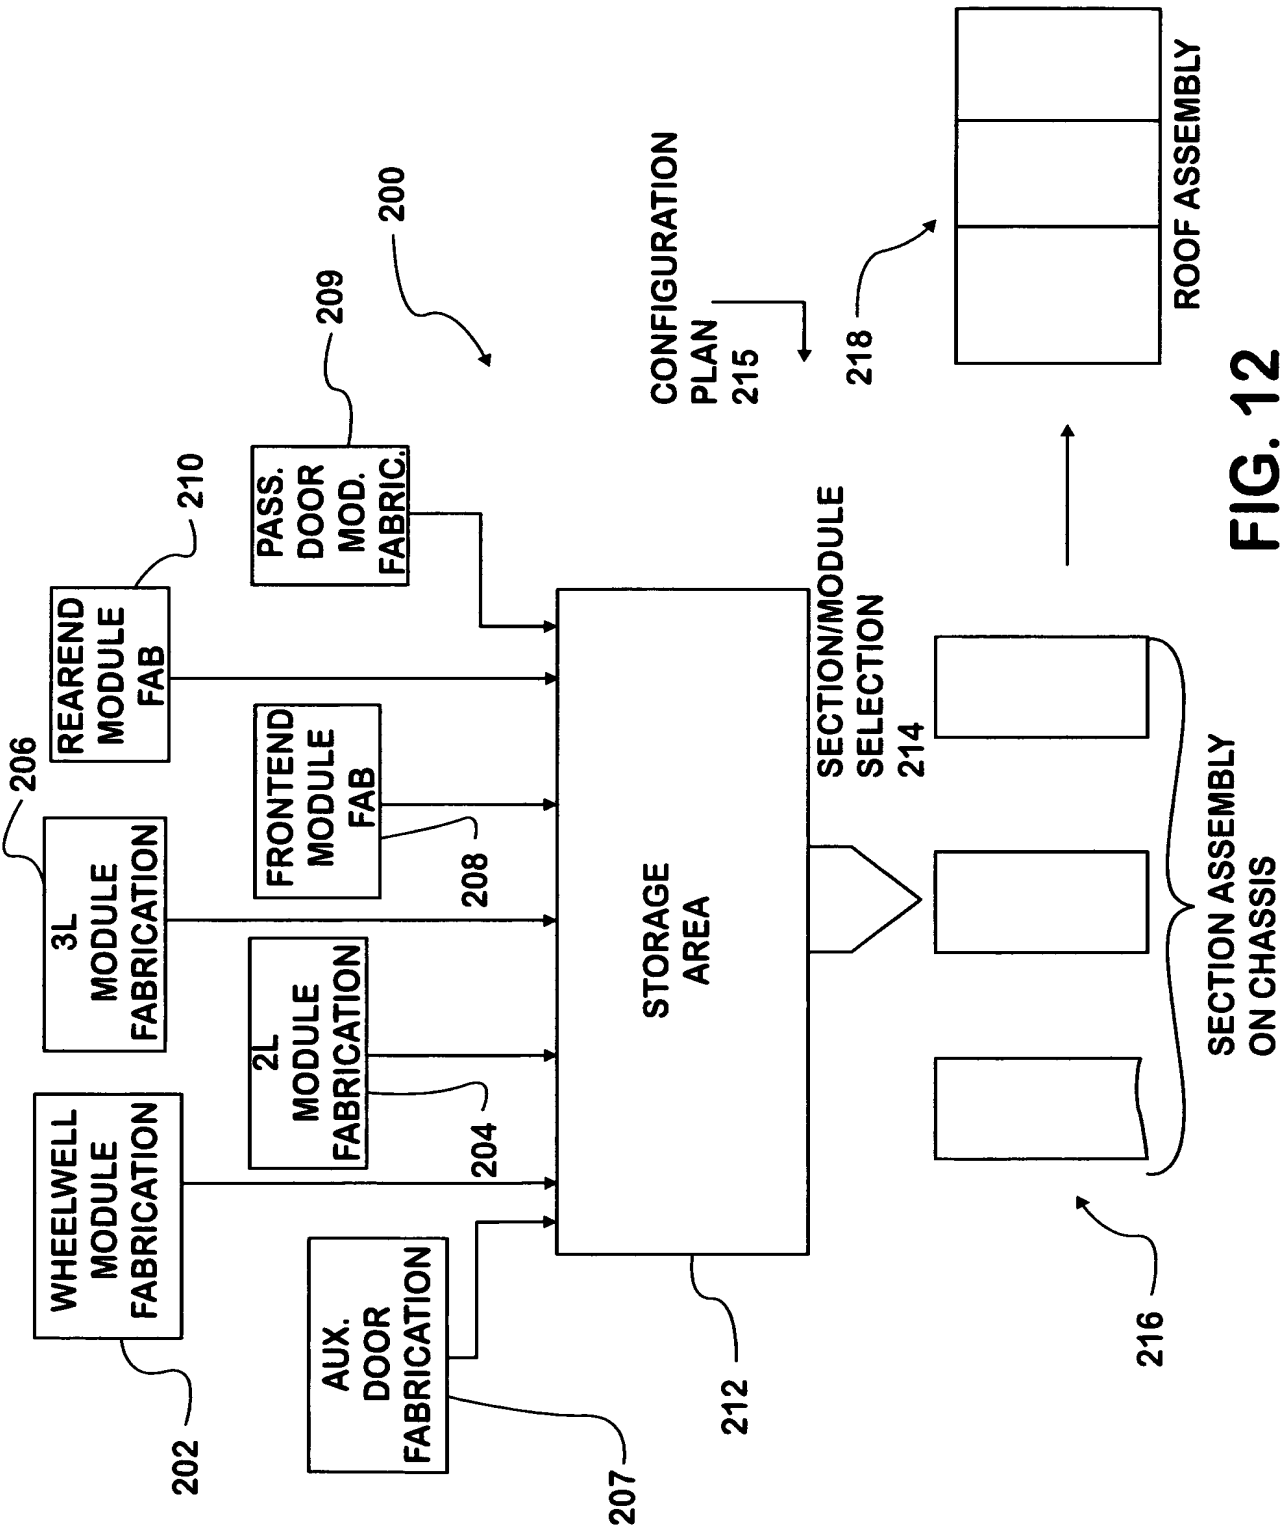 WHEELWELL
MODULE
FABRICATION
202
3L
MODULE
FABRICATION
206
REAREND
MODULE
FAB
210
AUX.
DOOR
FABRICATION
207
2L
MODULE
FABRICATION
204
FRONTEND
MODULE
FAB
208
PASS.
DOOR
MOD.
FABRIC.
209
200
STORAGE
AREA
212
SECTION/MODULE
SELECTION
214
CONFIGURATION
PLAN
215
216
SECTION ASSEMBLY
ON CHASSIS
218
ROOF ASSEMBLY
FIG. 12